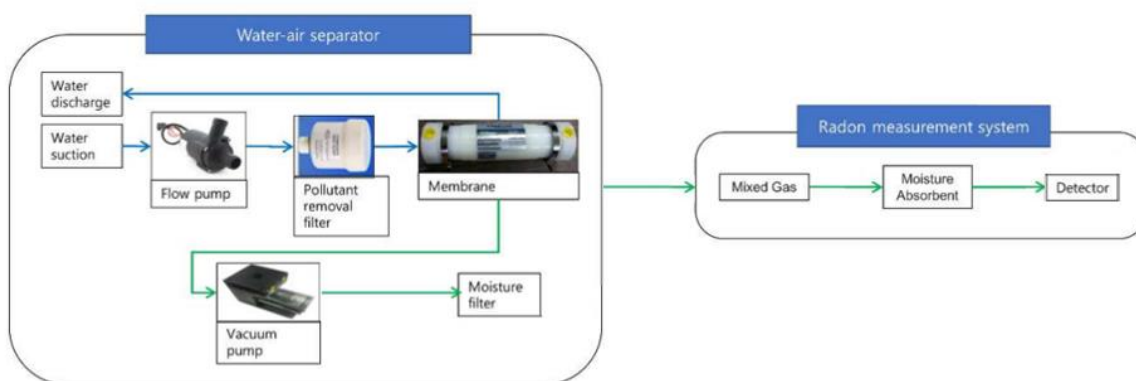 Water-air separator
Water
discharge
Water
suction
Flow pump
Pollutant
removal
filter
Membrane
Vacuum
pump
Moisture
filter
Radon measurement system
Mixed Gas
Moisture
Absorbent
Detector